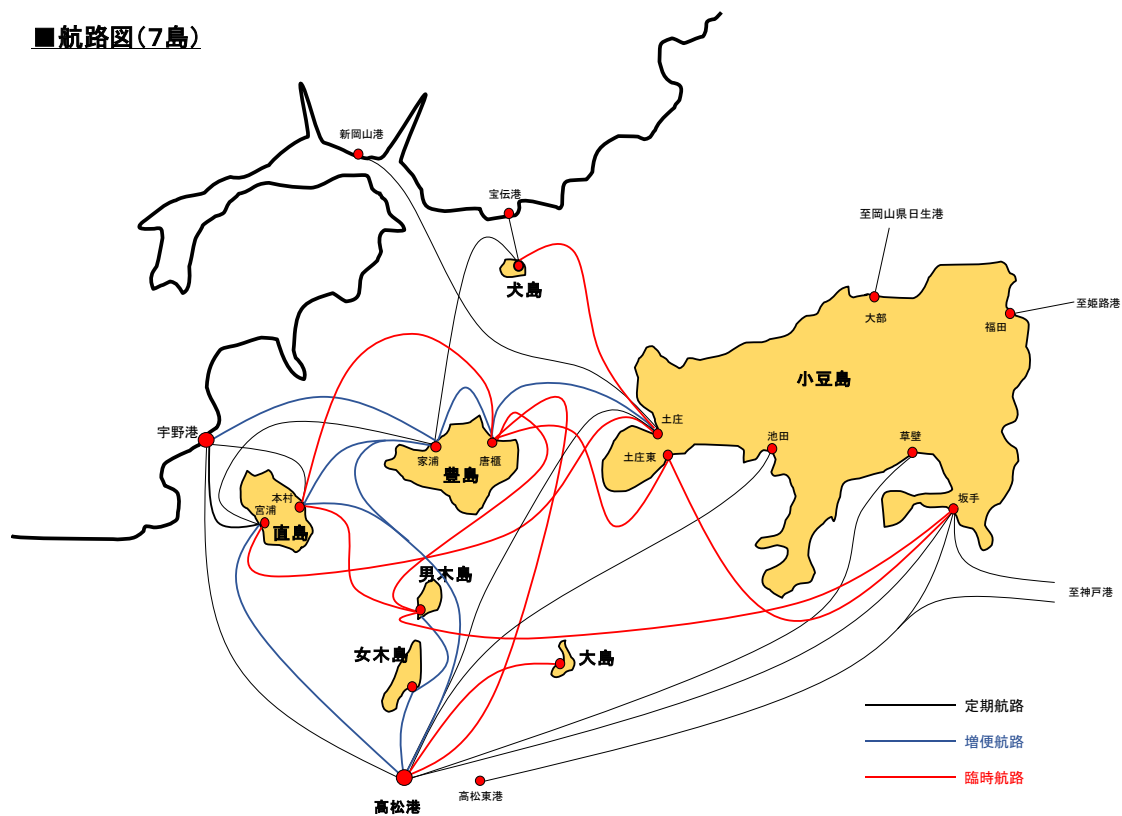 ■航路図(7島)
新岡山港
宝伝港
至岡山県日生港
犬島
至姫路港
大部
福田
小豆島
土庄
宇野港
池田
草壁
家浦
唐櫃
土庄東
豊島
本村
坂手
宮浦
直島
男木島
至神戸港
女木島
大島
定期航路
増便航路
臨時航路
高松東港
高松港